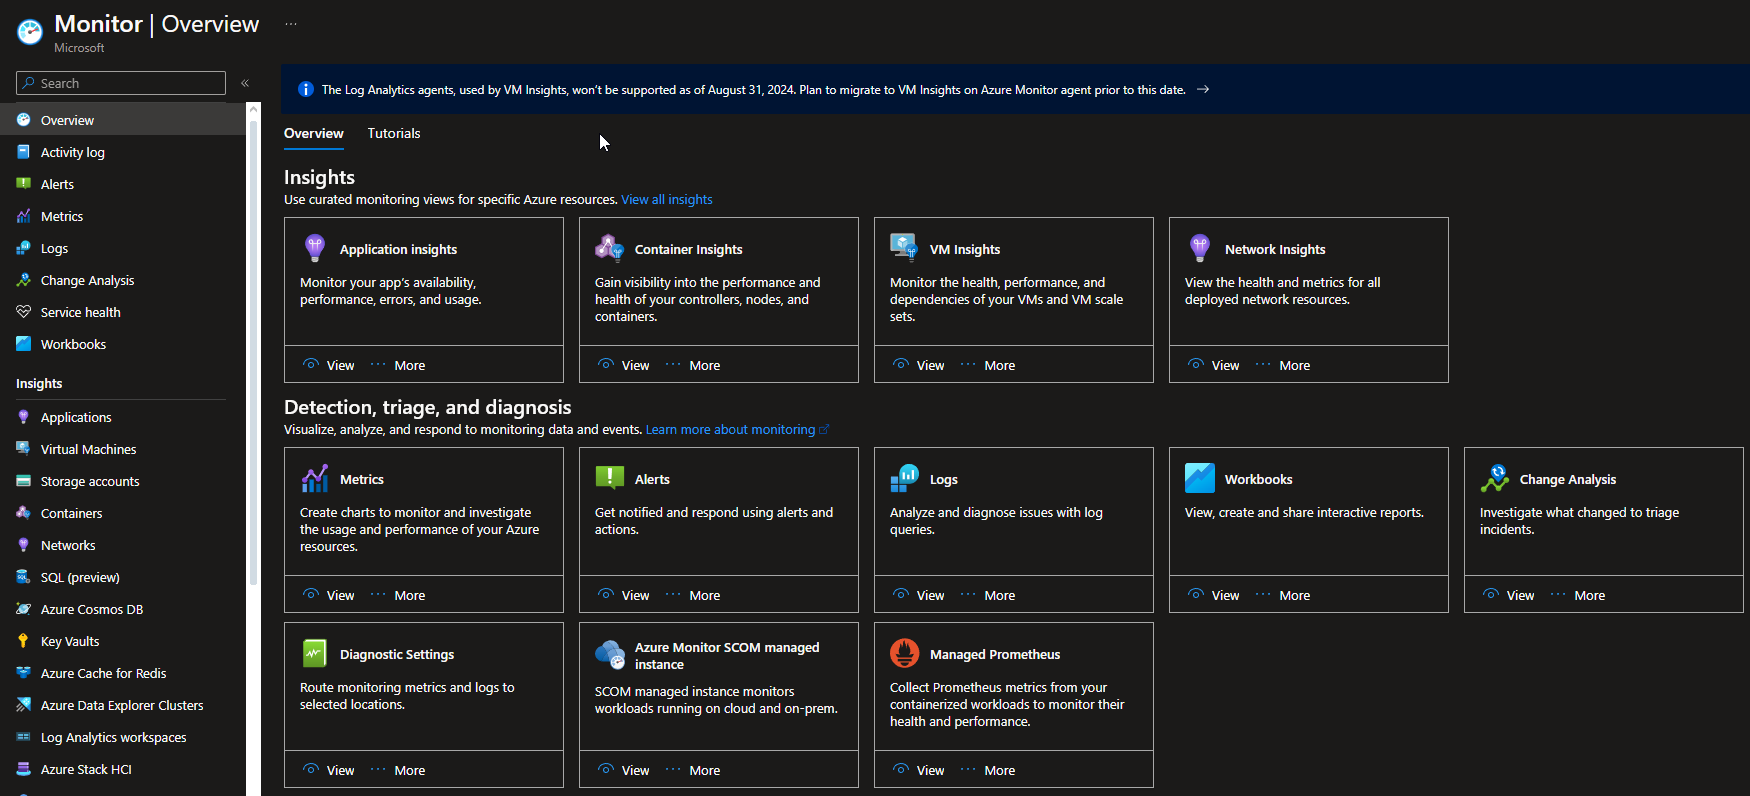 Monitor | Overview ...
Microsoft
Search «
Overview
Activity log
Alerts
Metrics
Logs
Change Analysis
Service health
Workbooks
Insights
Applications
Virtual Machines
Storage accounts
Containers
Networks
SQL (preview)
Azure Cosmos DB
Key Vaults
Azure Cache for Redis
Azure Data Explorer Clusters
Log Analytics workspaces
Azure Stack HCI
The Log Analytics agents, used by VM Insights, won't be supported as of August 31, 2024. Plan to migrate to VM Insights on Azure Monitor agent prior to this date. →
Overview Tutorials
Insights
Use curated monitoring views for specific Azure resources. View all insights
Application insights
Monitor your app's availability,
performance, errors, and usage.
View ··· More
Container Insights
Gain visibility into the performance and
health of your controllers, nodes, and
containers.
View ··· More
VM Insights
Monitor the health, performance, and
dependencies of your VMs and VM scale
sets.
View ··· More
Network Insights
View the health and metrics for all
deployed network resources.
View ··· More
Detection, triage, and diagnosis
Visualize, analyze, and respond to monitoring data and events. Learn more about monitoring
Metrics
Create charts to monitor and investigate
the usage and performance of your Azure
resources.
View ··· More
Alerts
Get notified and respond using alerts and
actions.
View ··· More
Logs
Analyze and diagnose issues with log
queries.
View ··· More
Workbooks
View, create and share interactive reports.
View ··· More
Change Analysis
Investigate what changed to triage
incidents.
View ··· More
Diagnostic Settings
Route monitoring metrics and logs to
selected locations.
View ··· More
Azure Monitor SCOM managed
instance
SCOM managed instance monitors
workloads running on cloud and on-prem.
View ··· More
Managed Prometheus
Collect Prometheus metrics from your
containerized workloads to monitor their
health and performance.
View ··· More